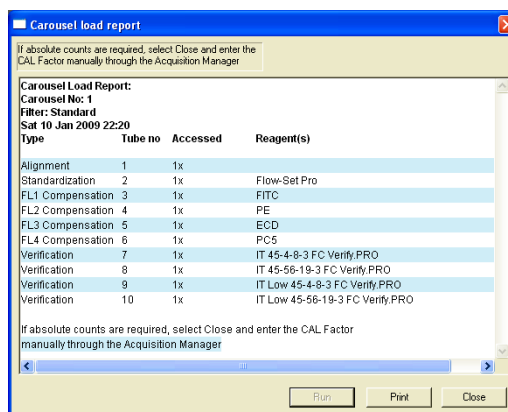 Carousel load report
If absolute counts are required, select Close and enter the
CAL Factor manually through the Acquisition Manager
Carousel Load Report:
Carousel No: 1
Filter: Standard
Sat 10 Jan 2009 22:20
Type Tube no Accessed Reagent(s)
Alignment 1 1x
Standardization 2 1x Flow-Set Pro
FL1 Compensation 3 1x FITC
FL2 Compensation 4 1x PE
FL3 Compensation 5 1x ECD
FL4 Compensation 6 1x PC5
Verification 7 1x IT 45-4-8-3 FC Verify.PRO
Verification 8 1x IT 45-56-19-3 FC Verify.PRO
Verification 9 1x IT Low 45-4-8-3 FC Verify.PRO
Verification 10 1x IT Low 45-56-19-3 FC Verify.PRO
If absolute counts are required, select Close and enter the CAL Factor
manually through the Acquisition Manager
Run Print Close